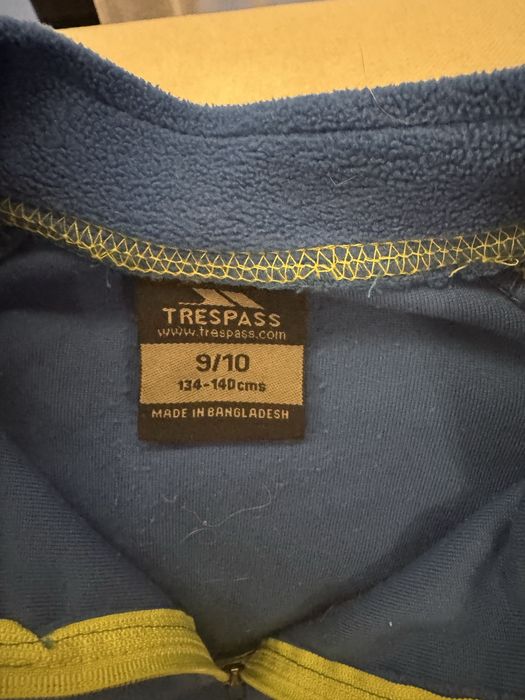 TRESPASS
www.trespass.com
9/10
134-140cms
MADE IN BANGLADESH